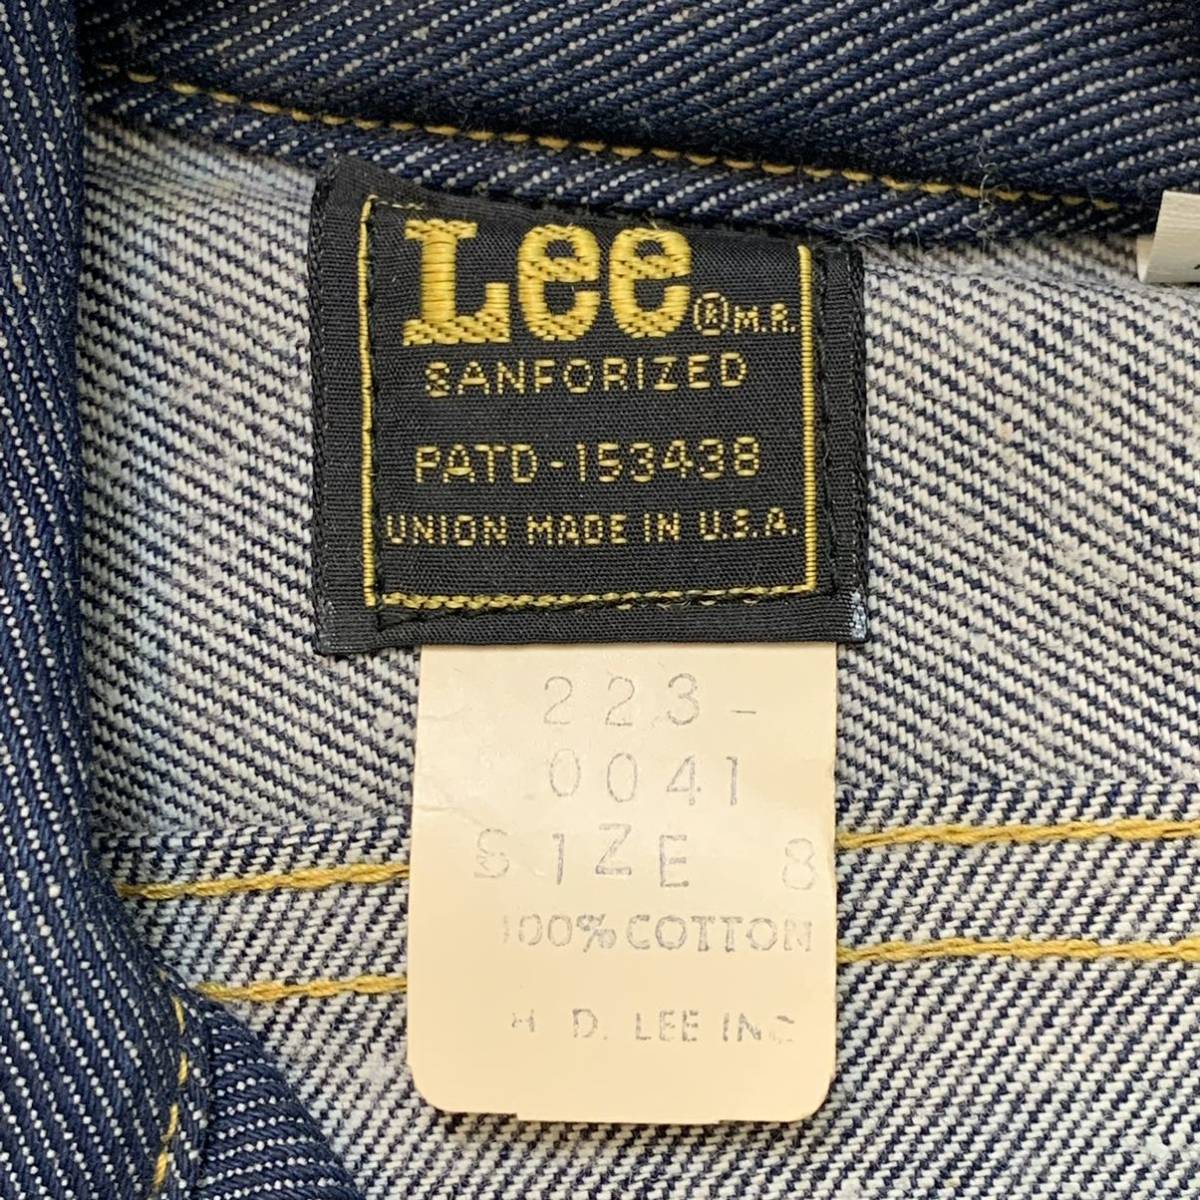 Lee ® M.R.
SANFORIZED
PATD-153438
UNION MADE IN U.S.A.
223-
0041
SIZE 8
100% COTTON
H. D. LEE INC